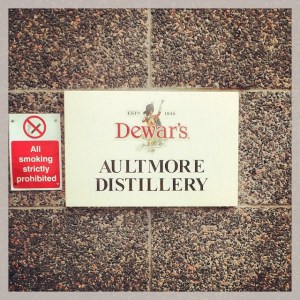 All
smoking
strictly
prohibited
ESTD 1846
Dewar's
AULTMORE
DISTILLERY